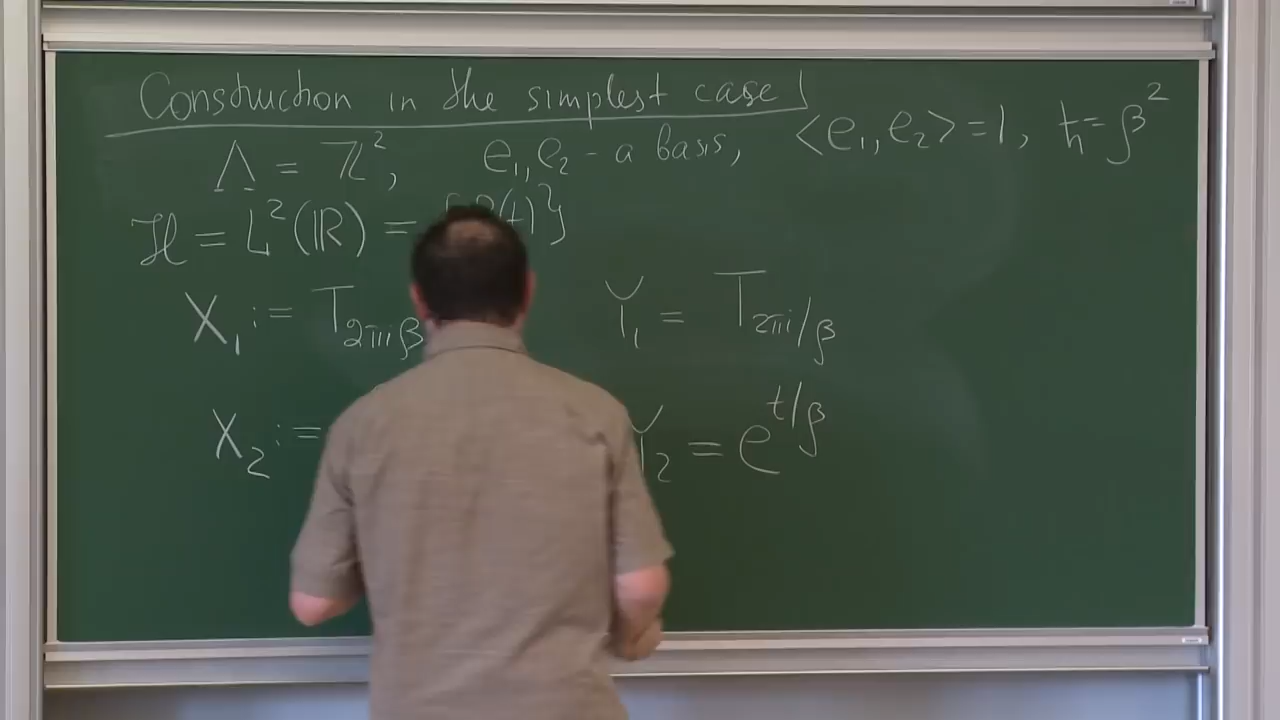 Construction in the simplest case
Λ = ℤ², e₁, e₂ - a basis, <e₁, e₂> = 1, ħ = β²
ℋ = L²(ℝ) = (t)}
X₁ := T_{2πiβ} Y₁ = T_{2πi/β}
X₂ := Y₂ = e^{t/β}